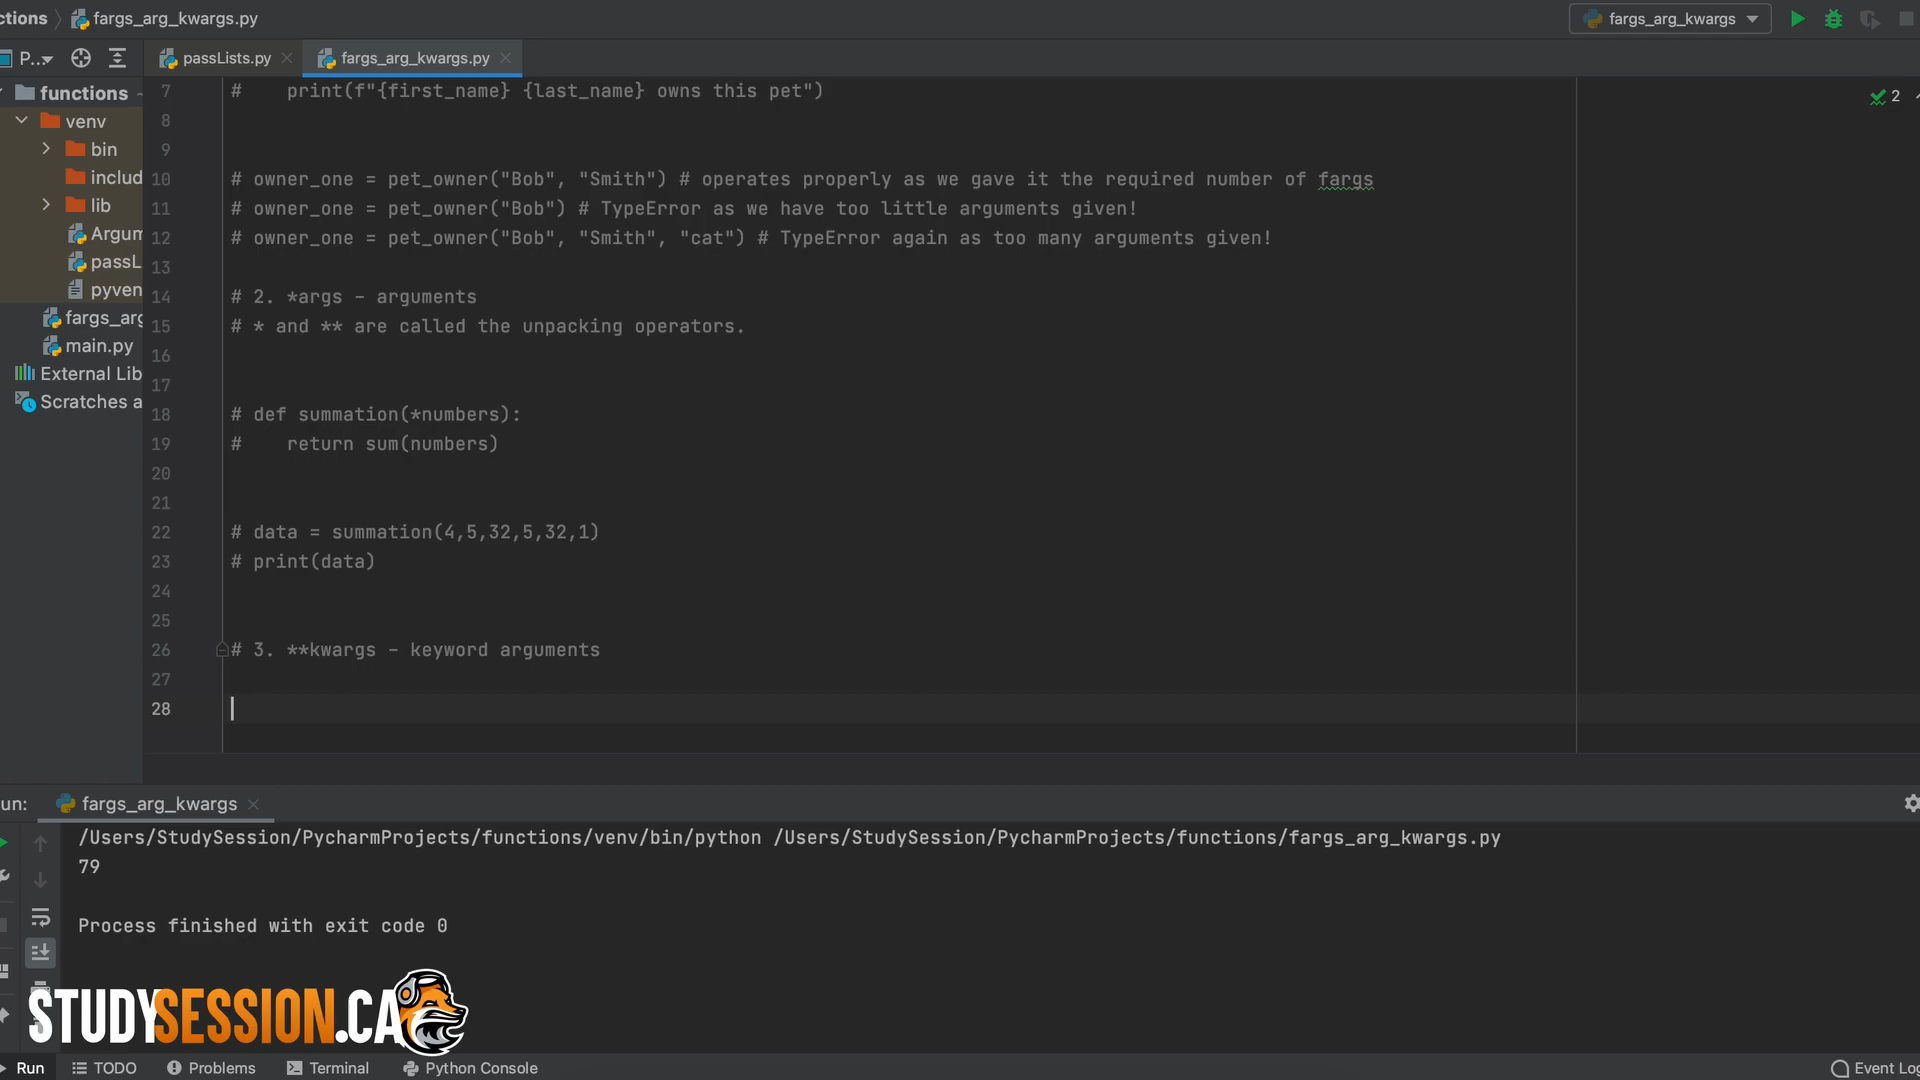 ctions fargs_arg_kwargs.py fargs_arg_kwargs
P... passLists.py fargs_arg_kwargs.py
functions
venv
bin
includ
lib
Argum
passL
pyven
fargs_arg
main.py
External Lib
Scratches a
7 #    print(f"{first_name} {last_name} owns this pet")
8
9
10 # owner_one = pet_owner("Bob", "Smith") # operates properly as we gave it the required number of fargs
11 # owner_one = pet_owner("Bob") # TypeError as we have too little arguments given!
12 # owner_one = pet_owner("Bob", "Smith", "cat") # TypeError again as too many arguments given!
13
14 # 2. *args - arguments
15 # * and ** are called the unpacking operators.
16
17
18 # def summation(*numbers):
19 #    return sum(numbers)
20
21
22 # data = summation(4,5,32,5,32,1)
23 # print(data)
24
25
26 # 3. **kwargs - keyword arguments
27
28
2
un: fargs_arg_kwargs
/Users/StudySession/PycharmProjects/functions/venv/bin/python /Users/StudySession/PycharmProjects/functions/fargs_arg_kwargs.py
79
Process finished with exit code 0
STUDYSESSION.CA
Run TODO Problems Terminal Python Console Event Log